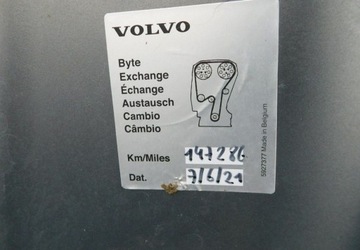 VOLVO
Byte
Exchange
Échange
Austausch
Cambio
Câmbio
Km/Miles 147286
Dat. 7/6/21
5927377 Made in Belgium